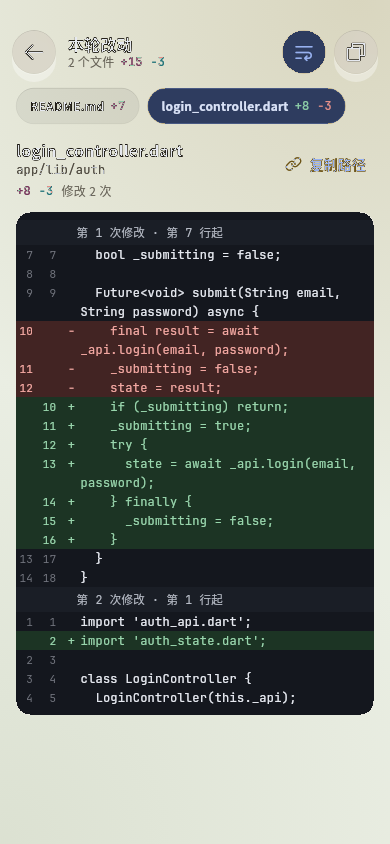 本轮改动
2 个文件 +15 -3
README.md +7
login_controller.dart +8 -3
login_controller.dart
app/lib/auth
复制路径
+8 -3 修改 2 次
第 1 次修改 · 第 7 行起
7 7 bool _submitting = false;
8 8
9 9 Future<void> submit(String email,
String password) async {
10 - final result = await
_api.login(email, password);
11 - _submitting = false;
12 - state = result;
10 + if (_submitting) return;
11 + _submitting = true;
12 + try {
13 + state = await _api.login(email,
password);
14 + } finally {
15 + _submitting = false;
16 + }
13 17 }
14 18 }
第 2 次修改 · 第 1 行起
1 1 import 'auth_api.dart';
2 + import 'auth_state.dart';
2 3
3 4 class LoginController {
4 5 LoginController(this._api);